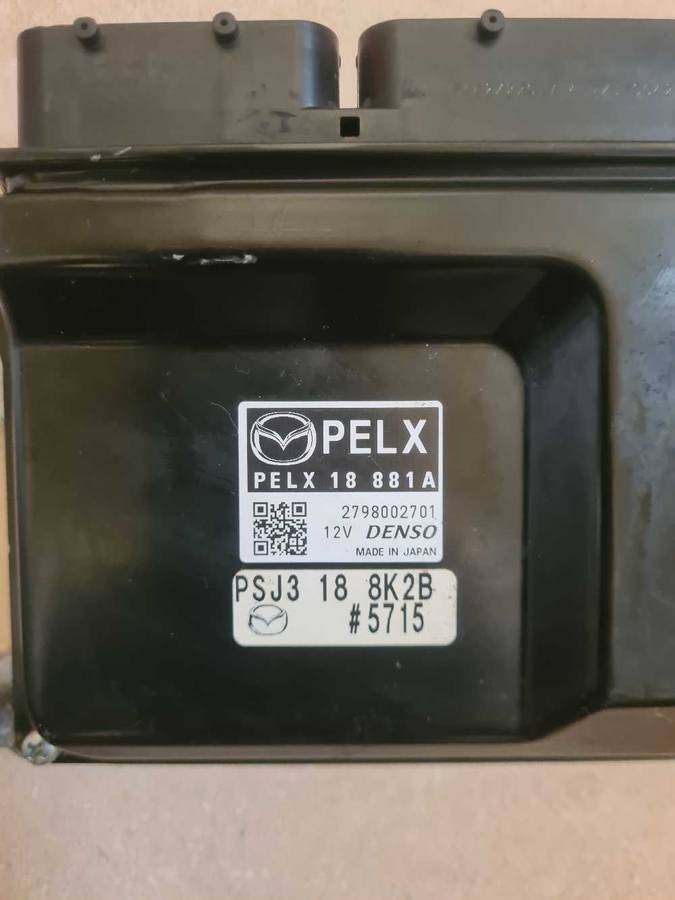 PELX
PELX 18 881A
2798002701
12V DENSO
MADE IN JAPAN
PSJ3 18 8K2B
#5715